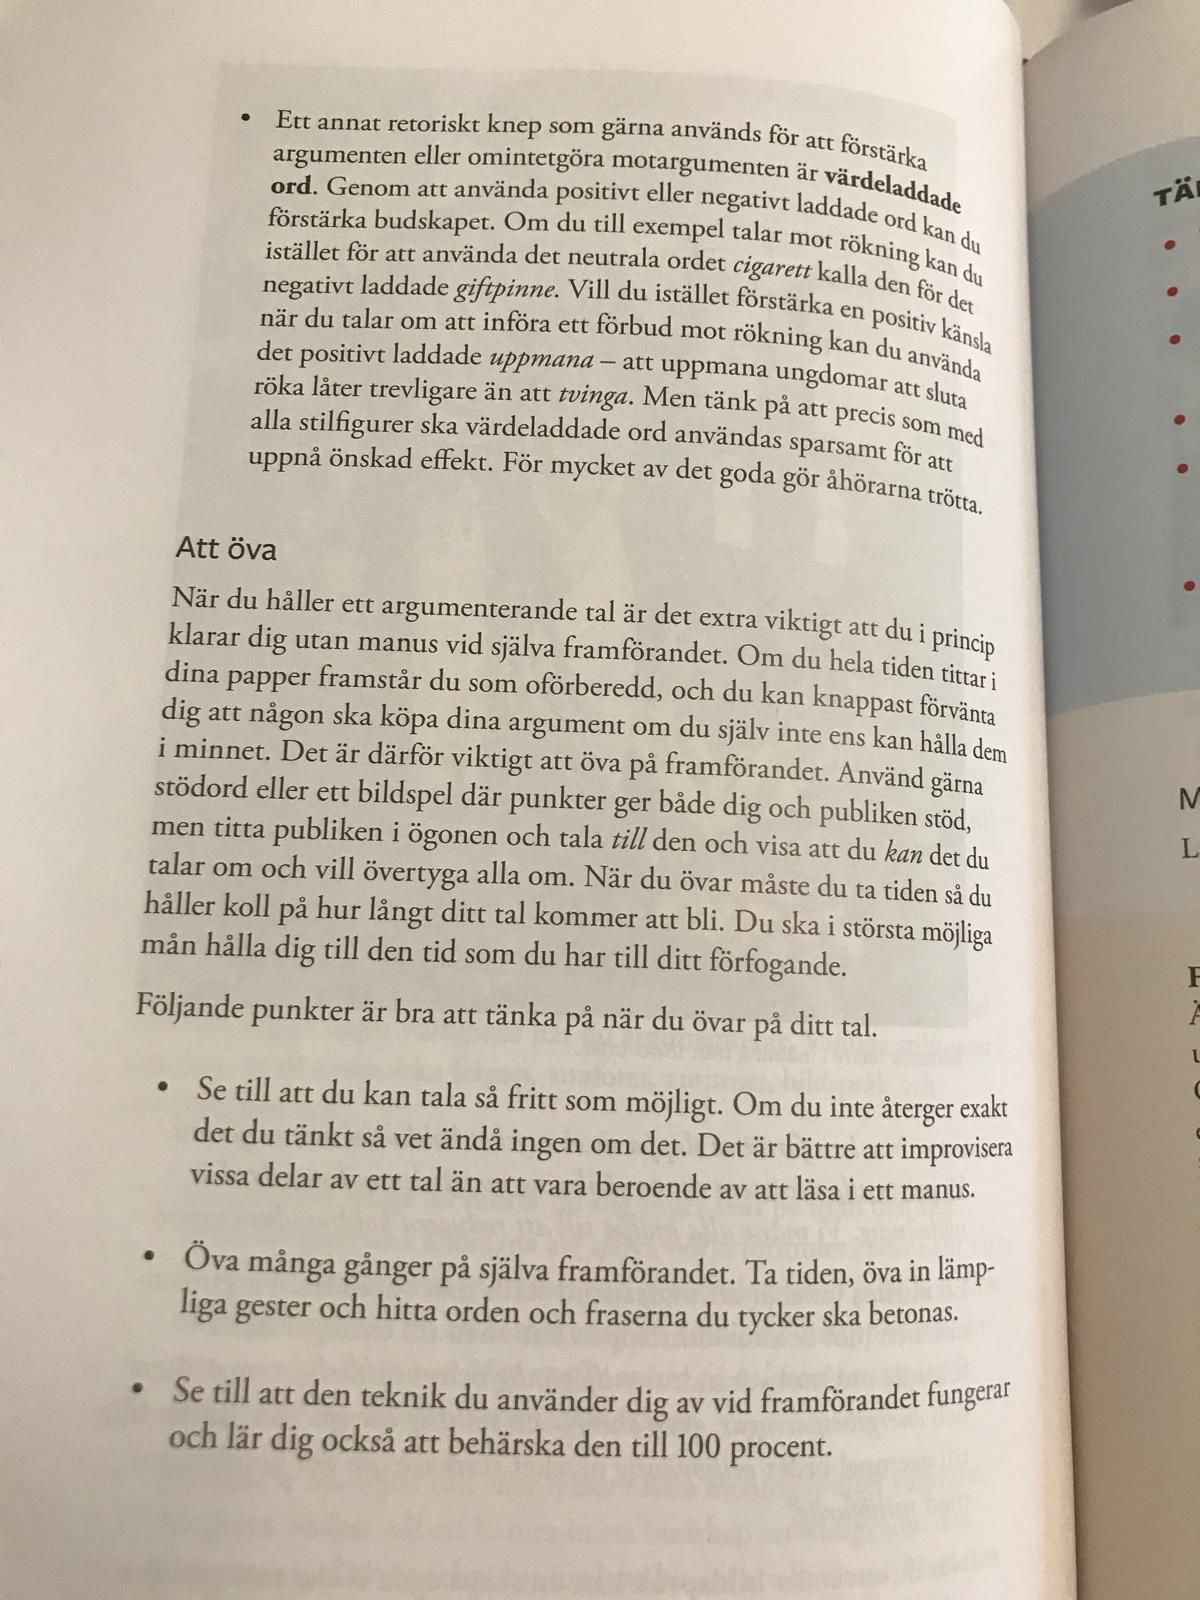 • Ett annat retoriskt knep som gärna används för att förstärka
argumenten eller omintetgöra motargumenten är värdeladdade
ord. Genom att använda positivt eller negativt laddade ord kan du
förstärka budskapet. Om du till exempel talar mot rökning kan du
istället för att använda det neutrala ordet cigarett kalla den för det
negativt laddade giftpinne. Vill du istället förstärka en positiv känsla
när du talar om att införa ett förbud mot rökning kan du använda
det positivt laddade uppmana – att uppmana ungdomar att sluta
röka låter trevligare än att tvinga. Men tänk på att precis som med
alla stilfigurer ska värdeladdade ord användas sparsamt för att
uppnå önskad effekt. För mycket av det goda gör åhörarna trötta.
Att öva
När du håller ett argumenterande tal är det extra viktigt att du i princip
klarar dig utan manus vid själva framförandet. Om du hela tiden tittar i
dina papper framstår du som oförberedd, och du kan knappast förvänta
dig att någon ska köpa dina argument om du själv inte ens kan hålla dem
i minnet. Det är därför viktigt att öva på framförandet. Använd gärna
stödord eller ett bildspel där punkter ger både dig och publiken stöd,
men titta publiken i ögonen och tala till den och visa att du kan det du
talar om och vill övertyga alla om. När du övar måste du ta tiden så du
håller koll på hur långt ditt tal kommer att bli. Du ska i största möjliga
mån hålla dig till den tid som du har till ditt förfogande.
Följande punkter är bra att tänka på när du övar på ditt tal.
• Se till att du kan tala så fritt som möjligt. Om du inte återger exakt
det du tänkt så vet ändå ingen om det. Det är bättre att improvisera
vissa delar av ett tal än att vara beroende av att läsa i ett manus.
• Öva många gånger på själva framförandet. Ta tiden, öva in lämp-
liga gester och hitta orden och fraserna du tycker ska betonas.
• Se till att den teknik du använder dig av vid framförandet fungerar
och lär dig också att behärska den till 100 procent.